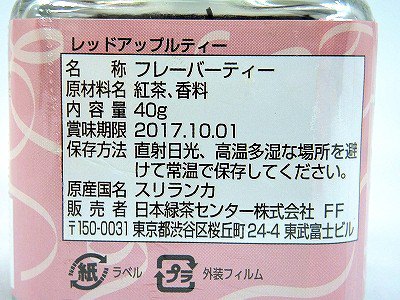 レッドアップルティー
名 称 フレーバーティー
原材料名 紅茶、香料
内 容 量 40g
賞味期限 2017.10.01
保存方法 直射日光、高温多湿な場所を避
けて常温で保存してください。
原産国名 スリランカ
販 売 者 日本緑茶センター株式会社 FF
〒150-0031 東京都渋谷区桜丘町24-4 東武富士ビル
紙 ラベル プラ 外装フィルム